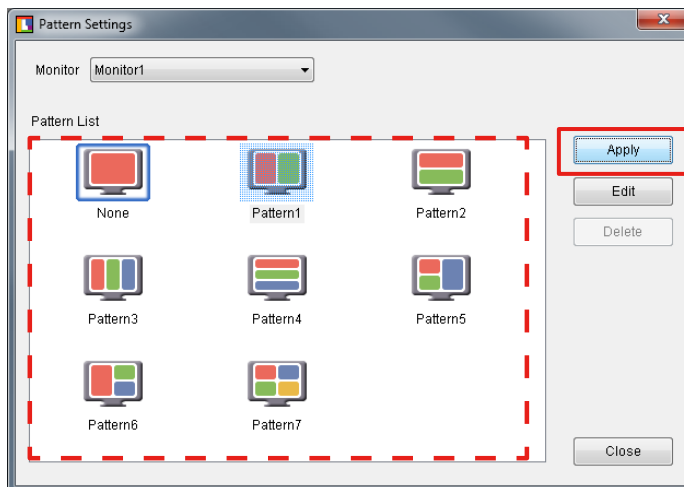 Pattern Settings
Monitor Monitor1
Pattern List
Apply
None Pattern1 Pattern2
Edit
Delete
Pattern3 Pattern4 Pattern5
Pattern6 Pattern7
Close